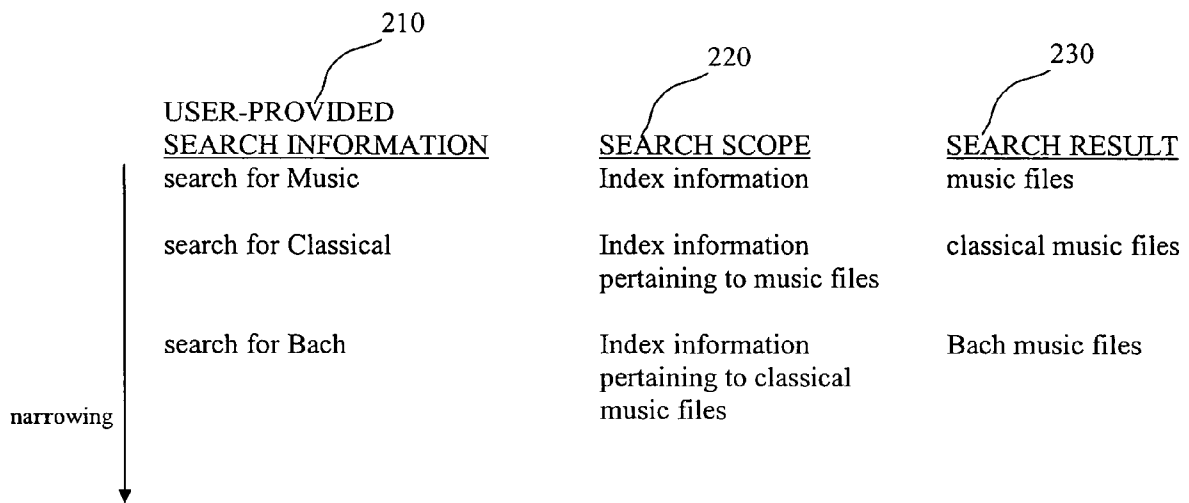 210
220
230
USER-PROVIDED
SEARCH INFORMATION
SEARCH SCOPE
SEARCH RESULT
search for Music
Index information
music files
search for Classical
Index information
pertaining to music files
classical music files
search for Bach
Index information
pertaining to classical
music files
Bach music files
narrowing